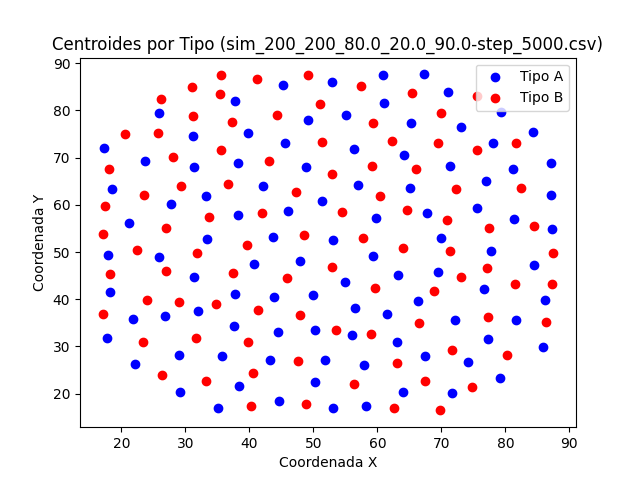 Centroides por Tipo (sim_200_200_80.0_20.0_90.0-step_5000.csv)
Tipo A
Tipo B
Coordenada Y
90
80
70
60
50
40
30
20
20 30 40 50 60 70 80 90
Coordenada X